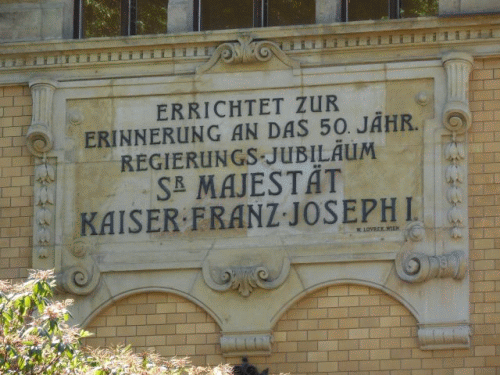 ERRICHTET ZUR
ERINNERUNG AN DAS 50. JÄHR.
REGIERUNGS-JUBILÄUM
SR MAJESTÄT
KAISER·FRANZ·JOSEPH I.